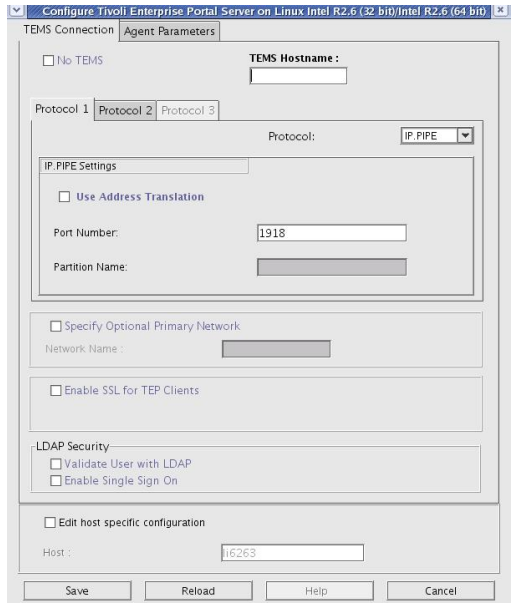 Configure Tivoli Enterprise Portal Server on Linux Intel R2.6 (32 bit)/Intel R2.6 (64 bit)
TEMS Connection Agent Parameters
No TEMS
TEMS Hostname :
Protocol 1 Protocol 2 Protocol 3
Protocol: IP.PIPE
IP.PIPE Settings
Use Address Translation
Port Number: 1918
Partition Name:
Specify Optional Primary Network
Network Name :
Enable SSL for TEP Clients
LDAP Security
Validate User with LDAP
Enable Single Sign On
Edit host specific configuration
Host : li6263
Save Reload Help Cancel